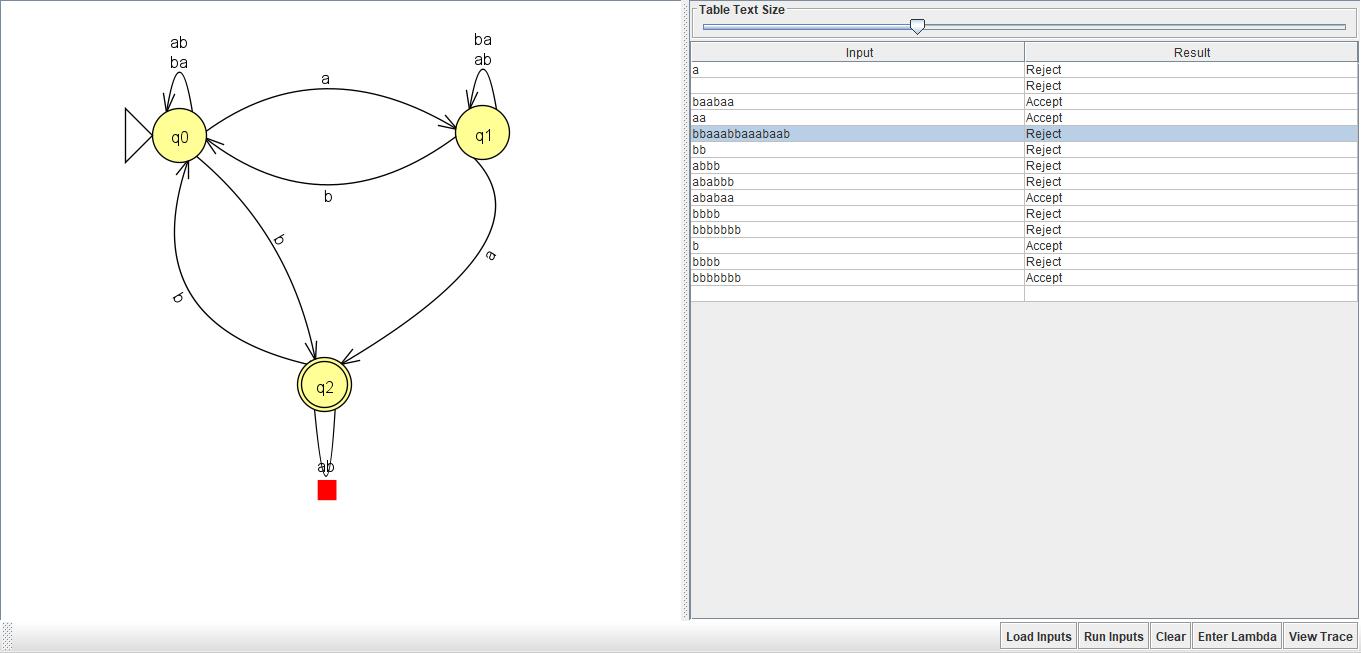 ab
ba
ba
ab
a
q0
q1
b
b
a
b
q2
ab
Table Text Size
Input Result
a Reject
Reject
baabaa Accept
aa Accept
bbaaabbaaabaab Reject
bb Reject
abbb Reject
ababbb Reject
ababaa Accept
bbbb Reject
bbbbbbb Reject
b Accept
bbbb Reject
bbbbbbb Accept
Load Inputs Run Inputs Clear Enter Lambda View Trace